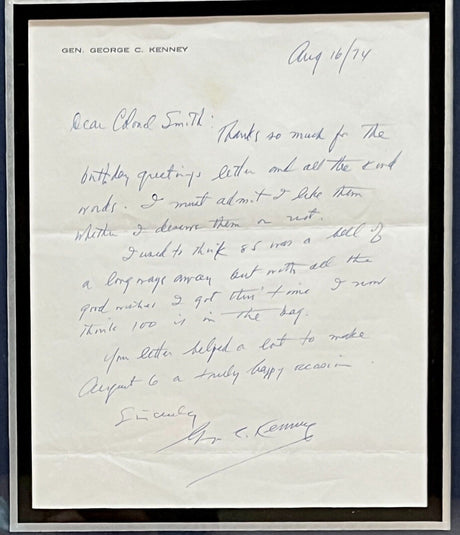 GEN. GEORGE C. KENNEY
Aug 16/74
Dear Colonel Smith:
Thanks so much for the
birthday greetings letter and all the kind
words. I must admit I like them
whether I deserve them or not.
I used to think 85 was a hell of
a long ways away but with all the
good wishes I got this time I now
think 100 is in the bag.
Your letter helped a lot to make
August 6 a truly happy occasion
Sincerely
Geo. C. Kenney